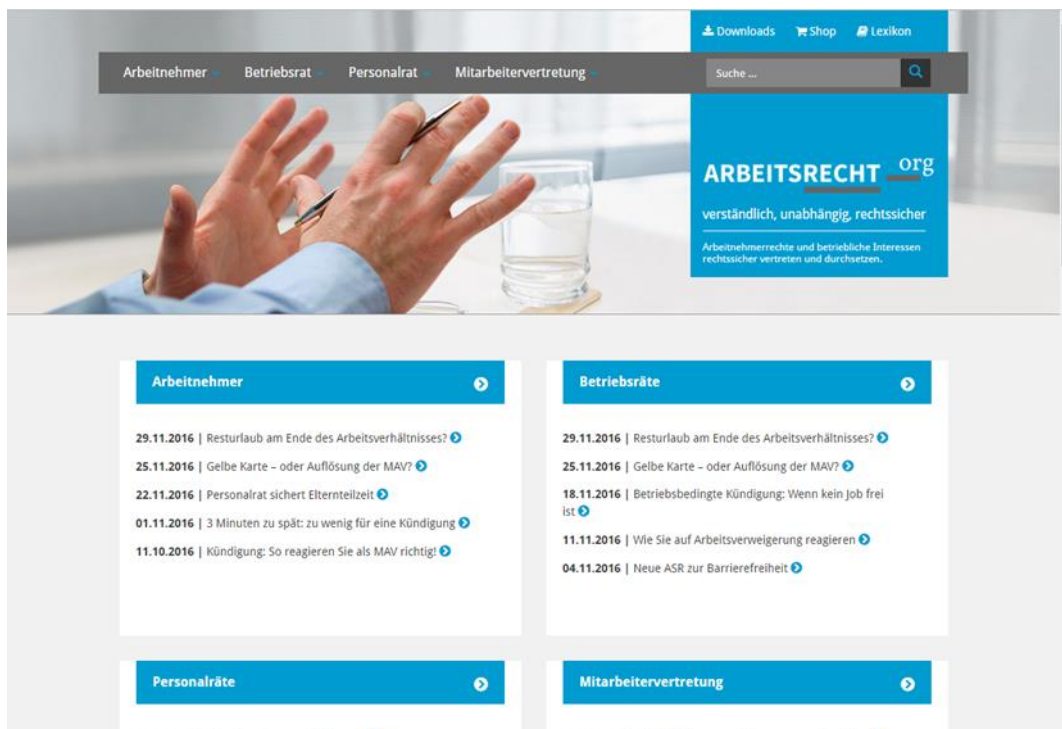 Downloads Shop Lexikon
Arbeitnehmer Betriebsrat Personalrat Mitarbeitervertretung Suche ...
ARBEITSRECHT org
verständlich, unabhängig, rechtssicher
Arbeitnehmerrechte und betriebliche Interessen
rechtssicher vertreten und durchsetzen.
Arbeitnehmer
29.11.2016 | Resturlaub am Ende des Arbeitsverhältnisses?
25.11.2016 | Gelbe Karte – oder Auflösung der MAV?
22.11.2016 | Personalrat sichert Elternteilzeit
01.11.2016 | 3 Minuten zu spät: zu wenig für eine Kündigung
11.10.2016 | Kündigung: So reagieren Sie als MAV richtig!
Betriebsräte
29.11.2016 | Resturlaub am Ende des Arbeitsverhältnisses?
25.11.2016 | Gelbe Karte – oder Auflösung der MAV?
18.11.2016 | Betriebsbedingte Kündigung: Wenn kein Job frei
ist
11.11.2016 | Wie Sie auf Arbeitsverweigerung reagieren
04.11.2016 | Neue ASR zur Barrierefreiheit
Personalräte
Mitarbeitervertretung